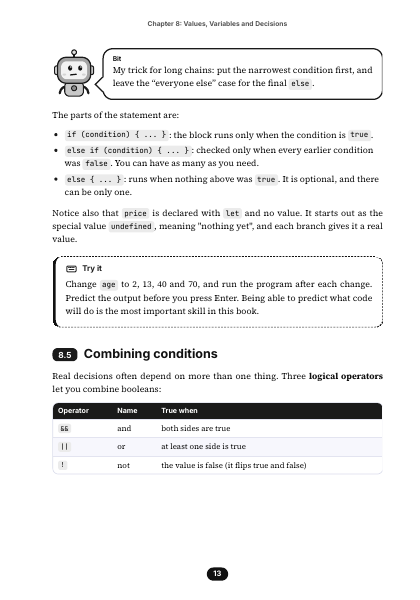 Chapter 8: Values, Variables and Decisions
Bit
My trick for long chains: put the narrowest condition first, and
leave the “everyone else” case for the final else.
The parts of the statement are:
• if (condition) { ... }: the block runs only when the condition is true.
• else if (condition) { ... }: checked only when every earlier condition
was false. You can have as many as you need.
• else { ... }: runs when nothing above was true. It is optional, and there
can be only one.
Notice also that price is declared with let and no value. It starts out as the
special value undefined, meaning "nothing yet", and each branch gives it a real
value.
Try it
Change age to 2, 13, 40 and 70, and run the program after each change.
Predict the output before you press Enter. Being able to predict what code
will do is the most important skill in this book.
8.5 Combining conditions
Real decisions often depend on more than one thing. Three logical operators
let you combine booleans:
Operator Name True when
&& and both sides are true
|| or at least one side is true
! not the value is false (it flips true and false)
13